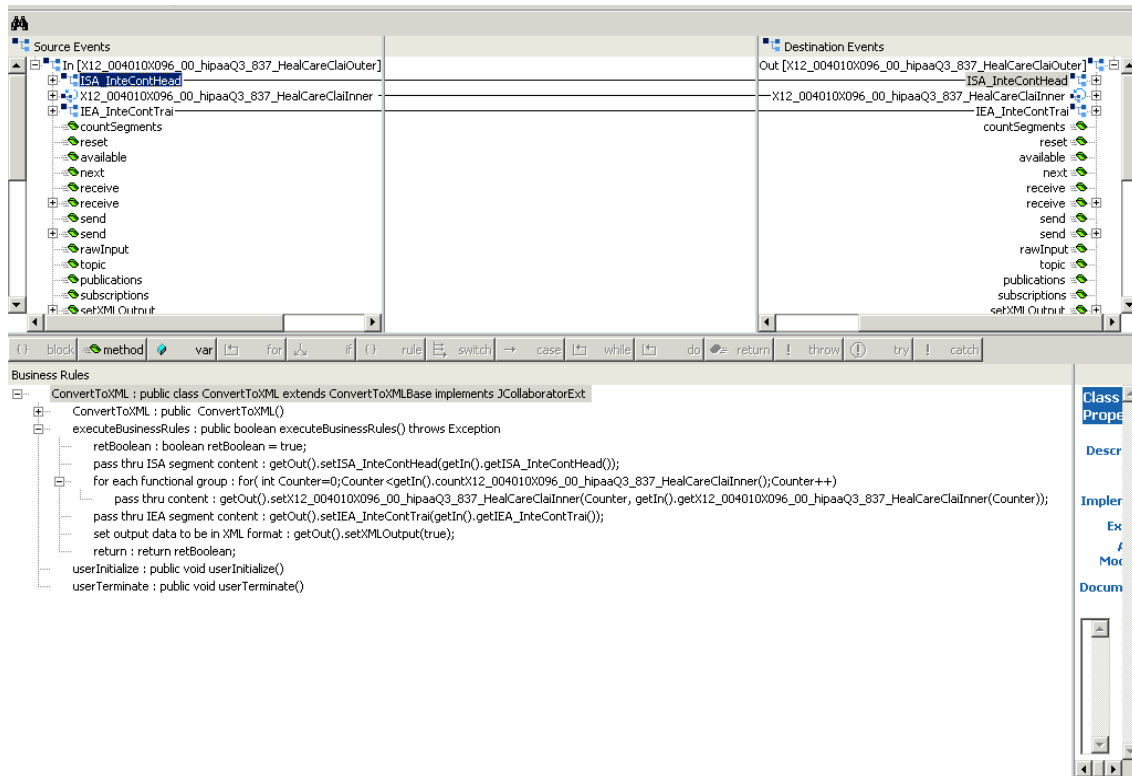 Source Events
Destination Events
In [X12_004010X096_00_hipaaQ3_837_HealCareClaiOuter]
Out [X12_004010X096_00_hipaaQ3_837_HealCareClaiOuter]
ISA_InteContHead
ISA_InteContHead
X12_004010X096_00_hipaaQ3_837_HealCareClaiInner
X12_004010X096_00_hipaaQ3_837_HealCareClaiInner
IEA_InteContTrai
IEA_InteContTrai
countSegments
countSegments
reset
reset
available
available
next
next
receive
receive
receive
receive
send
send
send
send
rawInput
rawInput
topic
topic
publications
publications
subscriptions
subscriptions
setXMLOutput
setXMLOutput
{} block method var for if {} rule switch → case while do return ! throw try ! catch
Business Rules
ConvertToXML : public class ConvertToXML extends ConvertToXMLBase implements JCollaboratorExt
ConvertToXML : public ConvertToXML()
executeBusinessRules : public boolean executeBusinessRules() throws Exception
retBoolean : boolean retBoolean = true;
pass thru ISA segment content : getOut().setISA_InteContHead(getIn().getISA_InteContHead());
for each functional group : for( int Counter=0;Counter<getIn().countX12_004010X096_00_hipaaQ3_837_HealCareClaiInner();Counter++)
pass thru content : getOut().setX12_004010X096_00_hipaaQ3_837_HealCareClaiInner(Counter, getIn().getX12_004010X096_00_hipaaQ3_837_HealCareClaiInner(Counter));
pass thru IEA segment content : getOut().setIEA_InteContTrai(getIn().getIEA_InteContTrai());
set output data to be in XML format : getOut().setXMLOutput(true);
return : return retBoolean;
userInitialize : public void userInitialize()
userTerminate : public void userTerminate()
Class
Prope
Descr
Impler
Ex
Moc
Docum